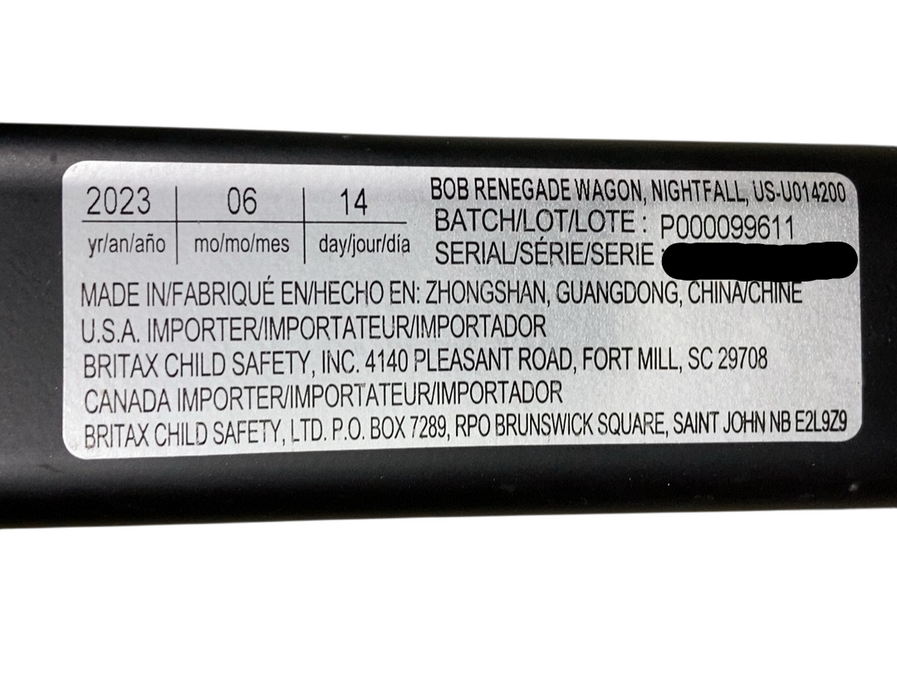 2023 06 14
yr/an/año mo/mo/mes day/jour/día
BOB RENEGADE WAGON, NIGHTFALL, US-U014200
BATCH/LOT/LOTE : P000099611
SERIAL/SÉRIE/SERIE
MADE IN/FABRIQUÉ EN/HECHO EN: ZHONGSHAN, GUANGDONG, CHINA/CHINE
U.S.A. IMPORTER/IMPORTATEUR/IMPORTADOR
BRITAX CHILD SAFETY, INC. 4140 PLEASANT ROAD, FORT MILL, SC 29708
CANADA IMPORTER/IMPORTATEUR/IMPORTADOR
BRITAX CHILD SAFETY, LTD. P.O. BOX 7289, RPO BRUNSWICK SQUARE, SAINT JOHN NB E2L9Z9